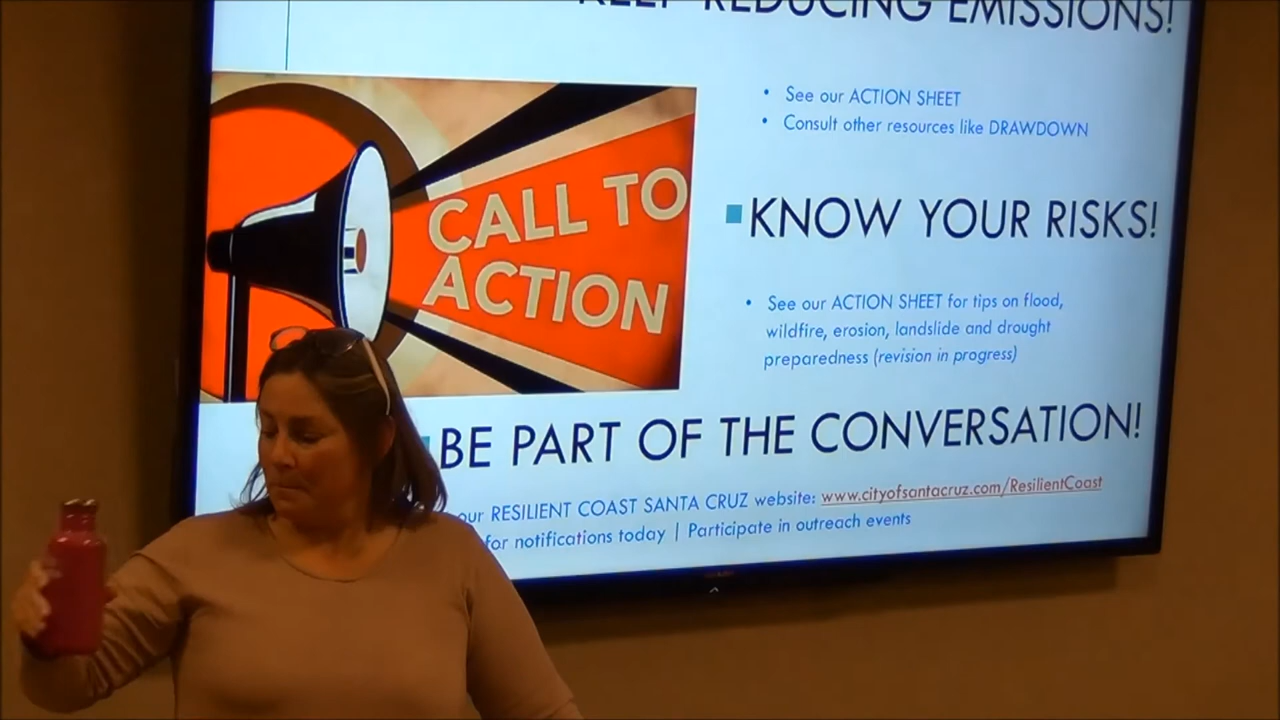 KEEP REDUCING EMISSIONS!
• See our ACTION SHEET
• Consult other resources like DRAWDOWN
CALL TO
ACTION
KNOW YOUR RISKS!
• See our ACTION SHEET for tips on flood,
wildfire, erosion, landslide and drought
preparedness (revision in progress)
BE PART OF THE CONVERSATION!
our RESILIENT COAST SANTA CRUZ website: www.cityofsantacruz.com/ResilientCoast
for notifications today | Participate in outreach events